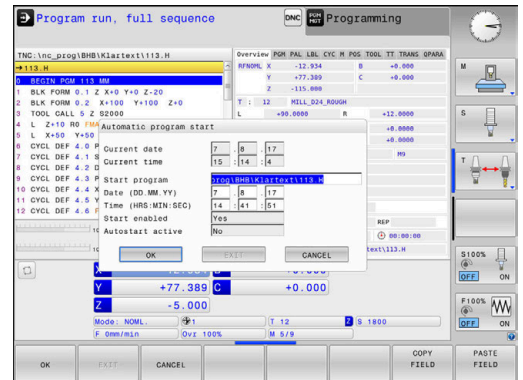 Program run, full sequence
DNC
PGM MGT
Programming
TNC:\nc_prog\BHB\Klartext\113.H
→113.H
0 BEGIN PGM 113 MM
1 BLK FORM 0.1 Z X+0 Y+0 Z-20
2 BLK FORM 0.2 X+100 Y+100 Z+0
3 TOOL CALL 5 Z S2000
4 L Z+10 R0 FMA
5 L X+50 Y+50
6 CYCL DEF 4.0 P
7 CYCL DEF 4.1 S
8 CYCL DEF 4.2 D
9 CYCL DEF 4.3 P
10 CYCL DEF 4.4 X
11 CYCL DEF 4.5 Y
12 CYCL DEF 4.6 F
Overview PGM PAL LBL CYC M POS TOOL TT TRANS QPARA
RFNOML X -12.934 B +0.000
Y +77.389 C +0.000
Z -115.000
T : 12 MILL_D24_ROUGH
L +90.0000 R +12.0000
+0.0000
+0.0000
M9
REP
00:00:00
text\113.H
Automatic program start
Current date 7 .8 .17
Current time 15 :14 :4
Start program prog\BHB\Klartext\113.H
Date (DD.MM.YY) 7 .8 .17
Time (HRS:MIN:SEC) 14 :41 :51
Start enabled Yes
Autostart active No
OK EXIT CANCEL
X
Y +77.389 C +0.000
Z -5.000
Mode: NOML. 1 T 12 Z S 1800
F 0mm/min Ovr 100% M 5/9
M
S
T
S100%
OFF ON
F100%
OFF ON
OK EXIT CANCEL COPY FIELD PASTE FIELD